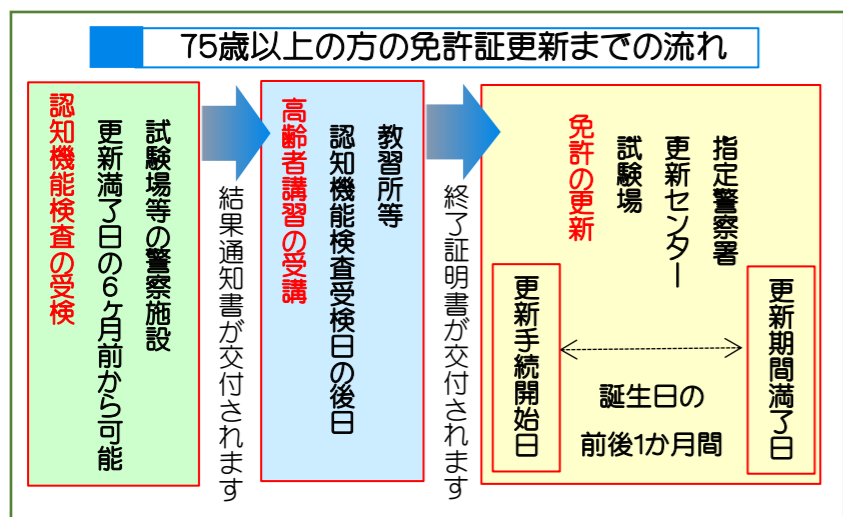 75歳以上の方の免許証更新までの流れ
認知機能検査の受検
更新満了日の6ヶ月前から可能
試験場等の警察施設
結果通知書が交付されます
高齢者講習の受講
認知機能検査受検日の後日
教習所等
終了証明書が交付されます
免許の更新
試験場
更新センター
指定警察署
更新手続開始日
誕生日の
前後1か月間
更新期間満了日